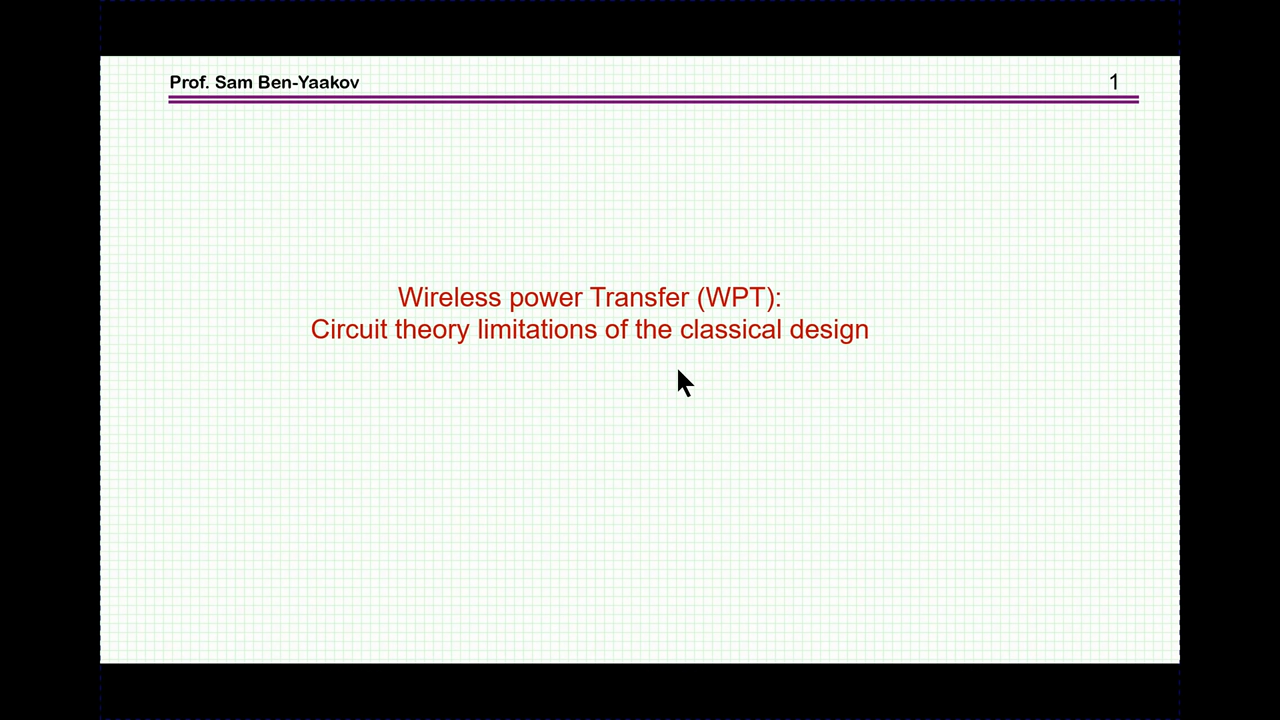 Prof. Sam Ben-Yaakov
1
Wireless power Transfer (WPT):
Circuit theory limitations of the classical design